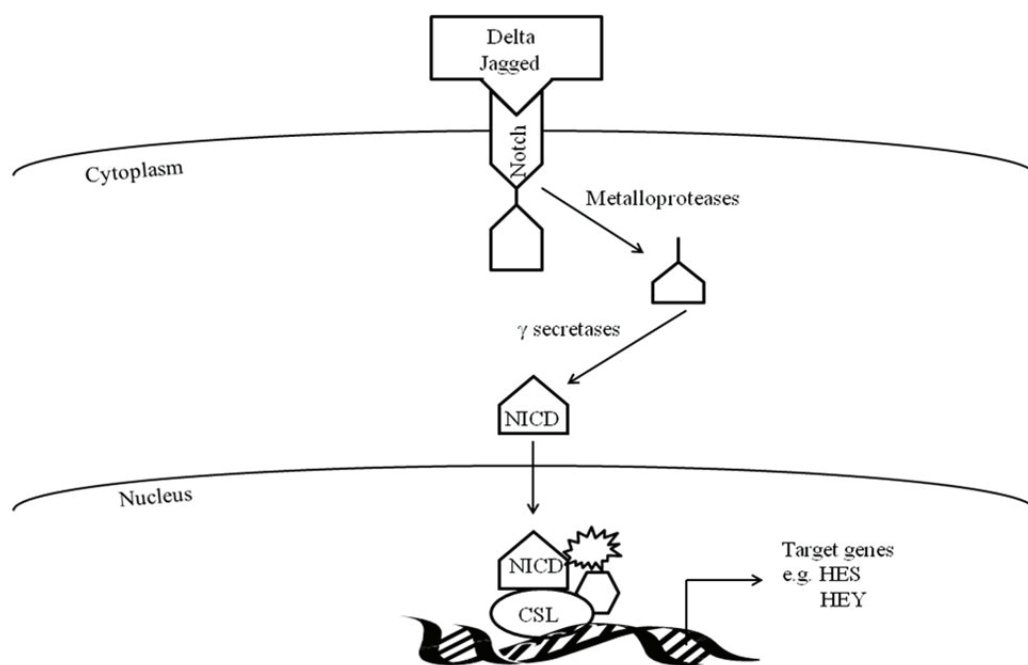 Delta
Jagged
Notch
Cytoplasm
Metalloproteases
γ secretases
NICD
Nucleus
NICD
CSL
Target genes
e.g. HES
HEY